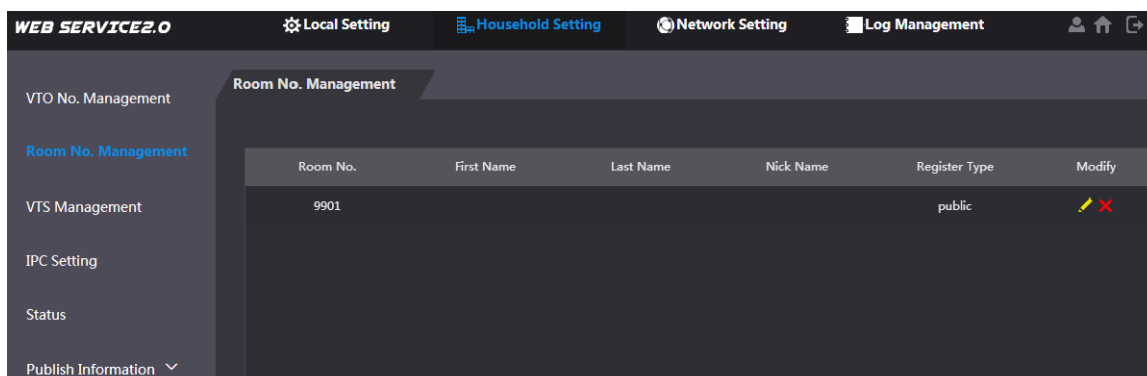 WEB SERVICE2.0 Local Setting Household Setting Network Setting Log Management
VTO No. Management
Room No. Management
VTS Management
IPC Setting
Status
Publish Information
Room No. Management
Room No. First Name Last Name Nick Name Register Type Modify
9901 public